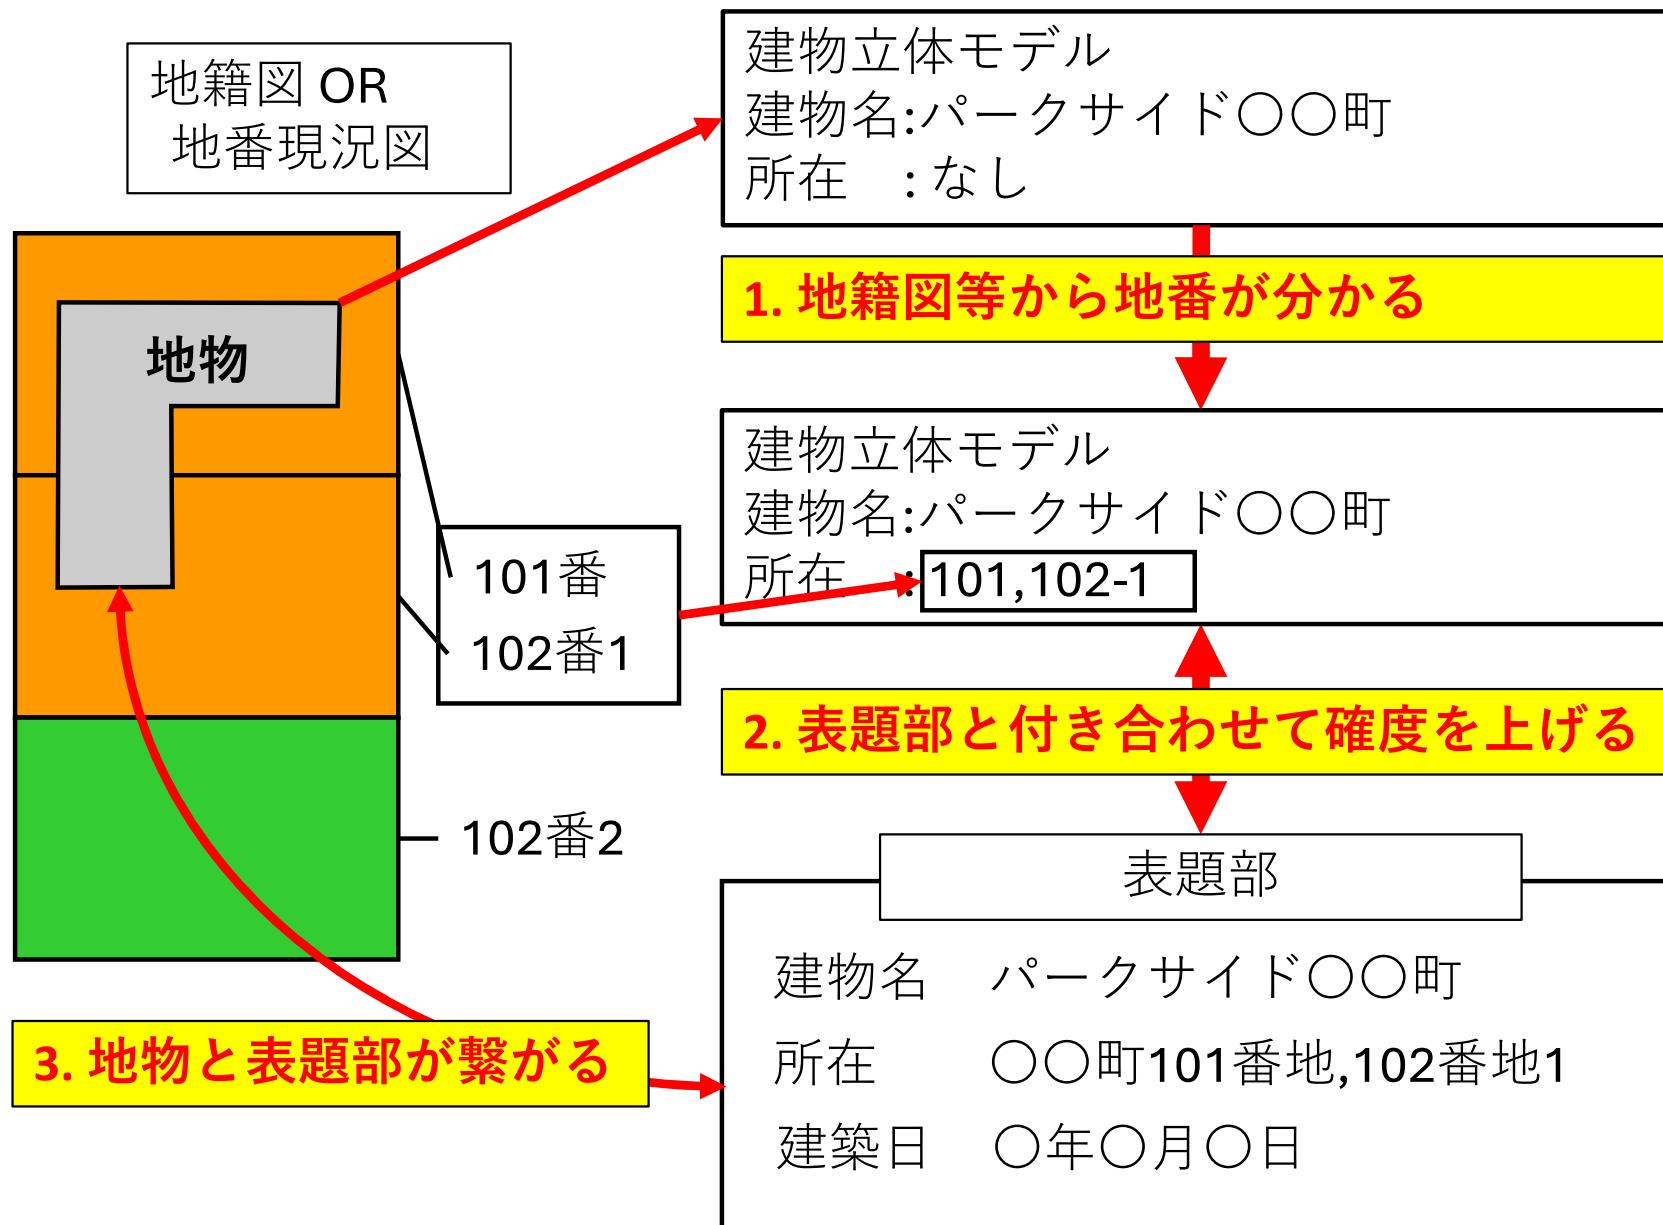 地籍図 OR
地番現況図
地物
101番
102番1
102番2
建物立体モデル
建物名:パークサイド〇〇町
所在　: なし
1. 地籍図等から地番が分かる
建物立体モデル
建物名:パークサイド〇〇町
所在　: 101,102-1
2. 表題部と付き合わせて確度を上げる
表題部
建物名　パークサイド〇〇町
所在　〇〇町101番地,102番地1
建築日　〇年〇月〇日
3. 地物と表題部が繋がる